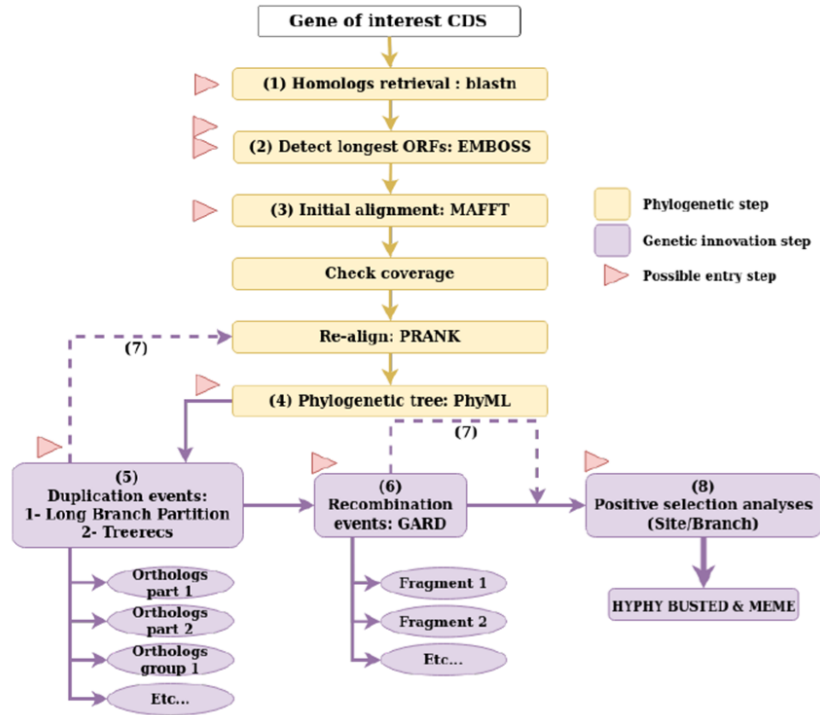 Gene of interest CDS
(1) Homologs retrieval : blastn
(2) Detect longest ORFs: EMBOSS
(3) Initial alignment: MAFFT
Check coverage
Re-align: PRANK
(7)
(4) Phylogenetic tree: PhyML
(7)
Phylogenetic step
Genetic innovation step
Possible entry step
(5)
Duplication events:
1- Long Branch Partition
2- Treerecs
(6)
Recombination
events: GARD
(8)
Positive selection analyses
(Site/Branch)
Orthologs
part 1
Orthologs
part 2
Orthologs
group 1
Etc...
Fragment 1
Fragment 2
Etc...
HYPHY BUSTED & MEME